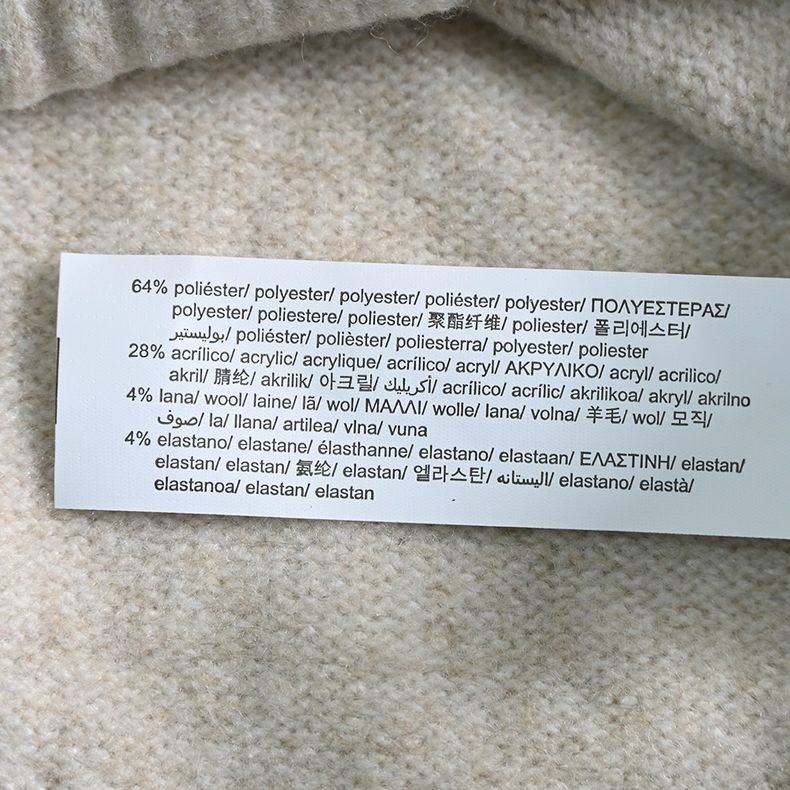 64% poliéster/ polyester/ polyester/ poliéster/ polyester/ ΠΟΛΥΕΣΤΕΡΑΣ/
polyester/ poliestere/ poliester/ 聚酯纤维/ poliester/ 폴리에스터/
بوليستير/ poliéster/ polièster/ poliesterra/ polyester/ poliester
28% acrílico/ acrylic/ acrylique/ acrílico/ acryl/ ΑΚΡΥΛΙΚΟ/ acryl/ acrilico/
akril/ 腈纶/ akrilik/ 아크릴/ أكريليك/ acrílico/ acrílic/ akrilikoa/ akryl/ akrilno
4% lana/ wool/ laine/ lã/ wol/ ΜΑΛΛΙ/ wolle/ lana/ volna/ 羊毛/ wol/ 모직/
صوف/ la/ llana/ artilea/ vlna/ vuna
4% elastano/ elastane/ élasthanne/ elastano/ elastaan/ ΕΛΑΣΤΙΝΗ/ elastan/
elastan/ elastan/ 氨纶/ elastan/ 엘라스탄/ اليستانه/ elastano/ elastà/
elastanoa/ elastan/ elastan